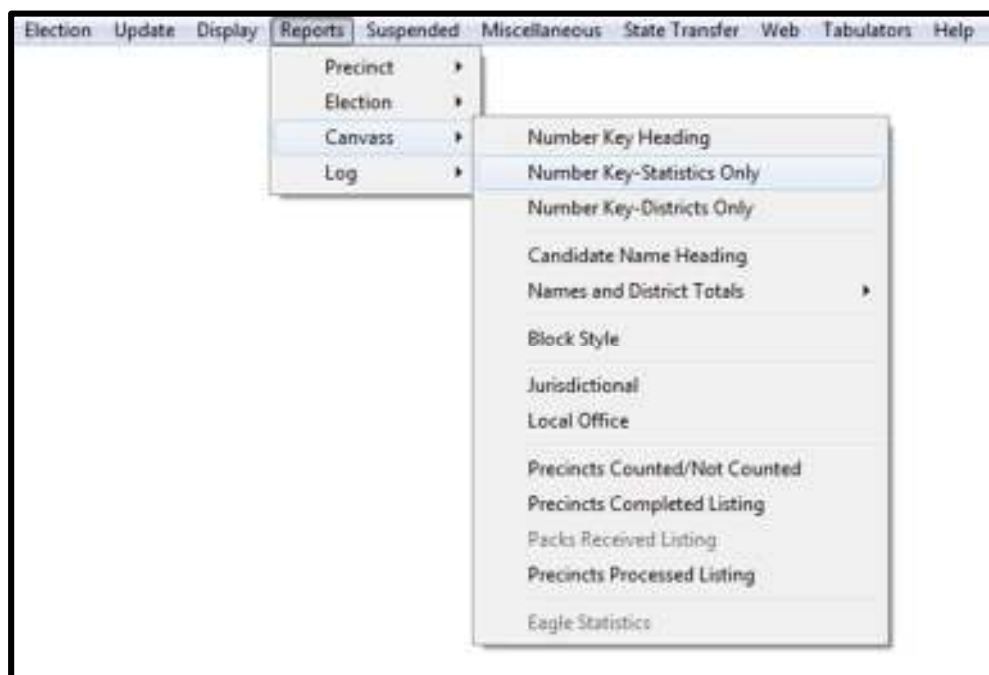 Election Update Display Reports Suspended Miscellaneous State Transfer Web Tabulators Help
Precinct
Election
Canvass
Log
Number Key Heading
Number Key-Statistics Only
Number Key-Districts Only
Candidate Name Heading
Names and District Totals
Block Style
Jurisdictional
Local Office
Precincts Counted/Not Counted
Precincts Completed Listing
Packs Received Listing
Precincts Processed Listing
Eagle Statistics